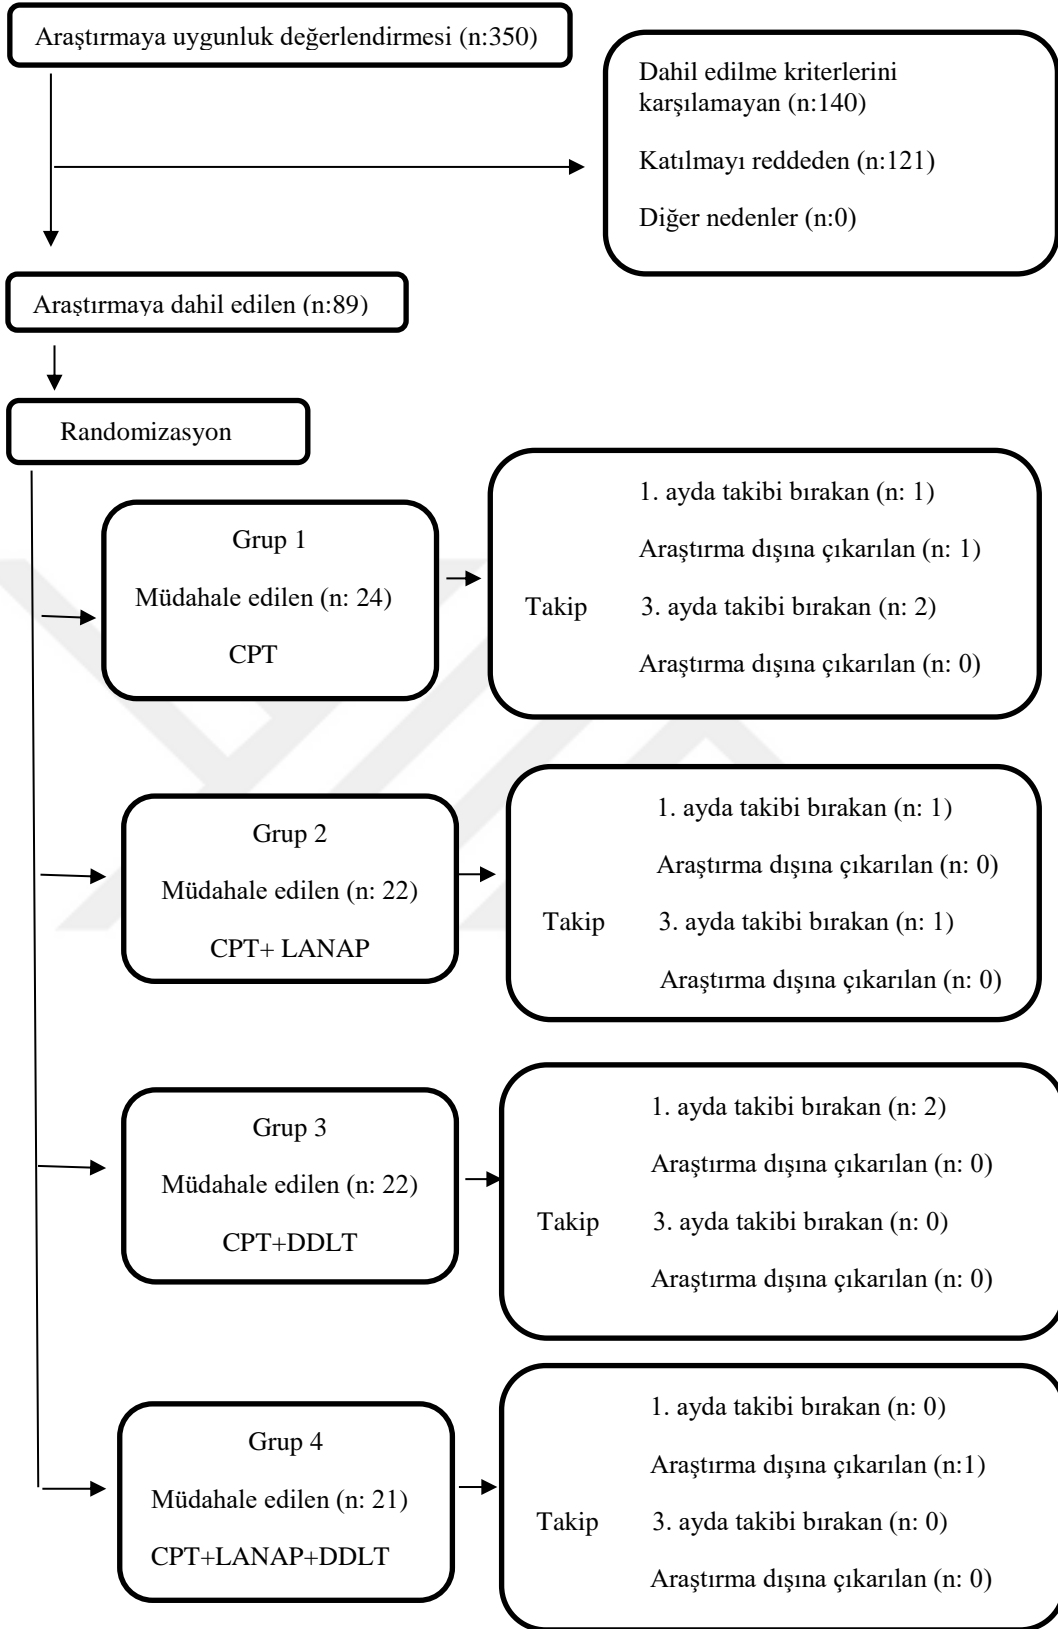 Araştırmaya uygunluk değerlendirmesi (n:350)
Dahil edilme kriterlerini
karşılamayan (n:140)
Katılmayı reddeden (n:121)
Diğer nedenler (n:0)
Araştırmaya dahil edilen (n:89)
Randomizasyon
Grup 1
Müdahale edilen (n: 24)
CPT
1. ayda takibi bırakan (n: 1)
Araştırma dışına çıkarılan (n: 1)
Takip 3. ayda takibi bırakan (n: 2)
Araştırma dışına çıkarılan (n: 0)
Grup 2
Müdahale edilen (n: 22)
CPT+ LANAP
1. ayda takibi bırakan (n: 1)
Araştırma dışına çıkarılan (n: 0)
Takip 3. ayda takibi bırakan (n: 1)
Araştırma dışına çıkarılan (n: 0)
Grup 3
Müdahale edilen (n: 22)
CPT+DDLT
1. ayda takibi bırakan (n: 2)
Araştırma dışına çıkarılan (n: 0)
Takip 3. ayda takibi bırakan (n: 0)
Araştırma dışına çıkarılan (n: 0)
Grup 4
Müdahale edilen (n: 21)
CPT+LANAP+DDLT
1. ayda takibi bırakan (n: 0)
Araştırma dışına çıkarılan (n:1)
Takip 3. ayda takibi bırakan (n: 0)
Araştırma dışına çıkarılan (n: 0)